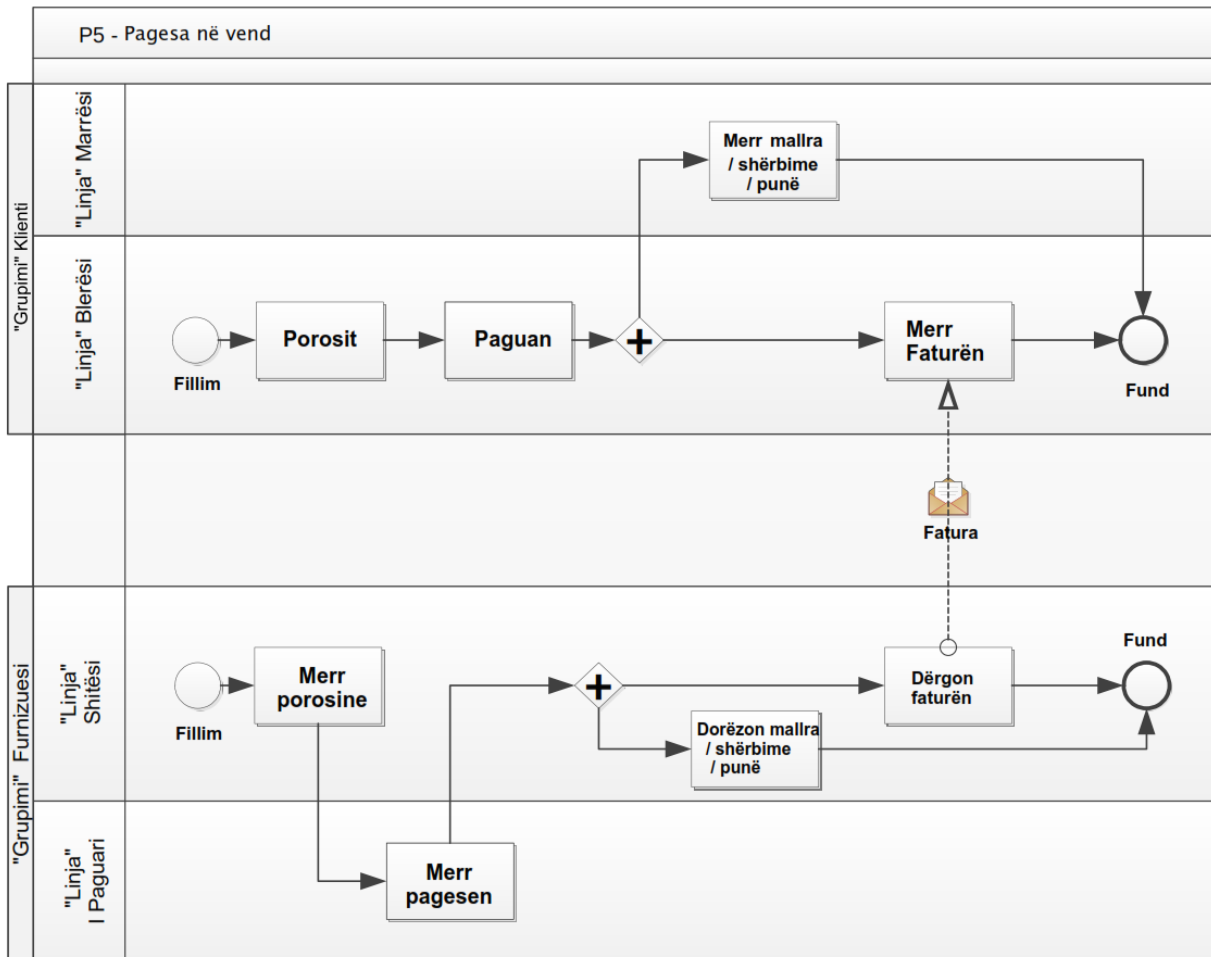 P5 - Pagesa në vend
"Grupimi" Klienti
"Linja" Marrësi
Merr mallra
/ shërbime
/ punë
"Linja" Blerësi
Fillim
Porosit
Paguan
Merr
Faturën
Fund
Fatura
"Grupimi" Furnizuesi
"Linja"
Shitësi
Fillim
Merr
porosine
Dorëzon mallra
/ shërbime
/ punë
Dërgon
faturën
Fund
"Linja"
I Paguari
Merr
pagesen